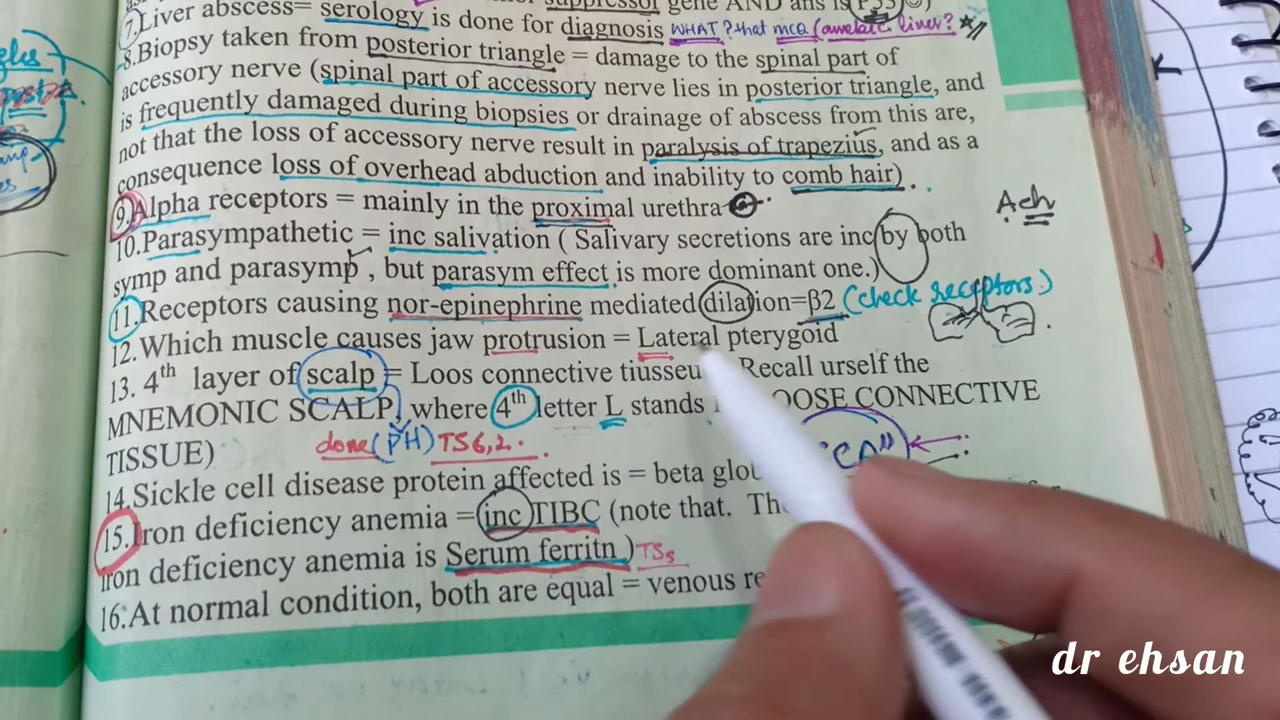 suppressor gene AND ans is P53
7.Liver abscess= serology is done for diagnosis WHAT? that mcq (amebic liver?
8.Biopsy taken from posterior triangle = damage to the spinal part of
accessory nerve (spinal part of accessory nerve lies in posterior triangle, and
is frequently damaged during biopsies or drainage of abscess from this are,
not that the loss of accessory nerve result in paralysis of trapezius, and as a
consequence loss of overhead abduction and inability to comb hair).
9.Alpha receptors = mainly in the proximal urethra
Ach
10.Parasympathetic = inc salivation ( Salivary secretions are inc by both
symp and parasymp , but parasym effect is more dominant one.)
11.Receptors causing nor-epinephrine mediated dilation=β2 (check receptors.)
12.Which muscle causes jaw protrusion = Lateral pterygoid
13. 4th layer of scalp = Loos connective tiusseu Recall urself the
MNEMONIC SCALP, where 4th letter L stands OOSE CONNECTIVE
TISSUE)
done (PH) TS6,2.
14.Sickle cell disease protein affected is = beta glo
15.Iron deficiency anemia = inc TIBC (note that. Th
iron deficiency anemia is Serum ferritn ) TS5
16.At normal condition, both are equal = venous re
dr ehsan